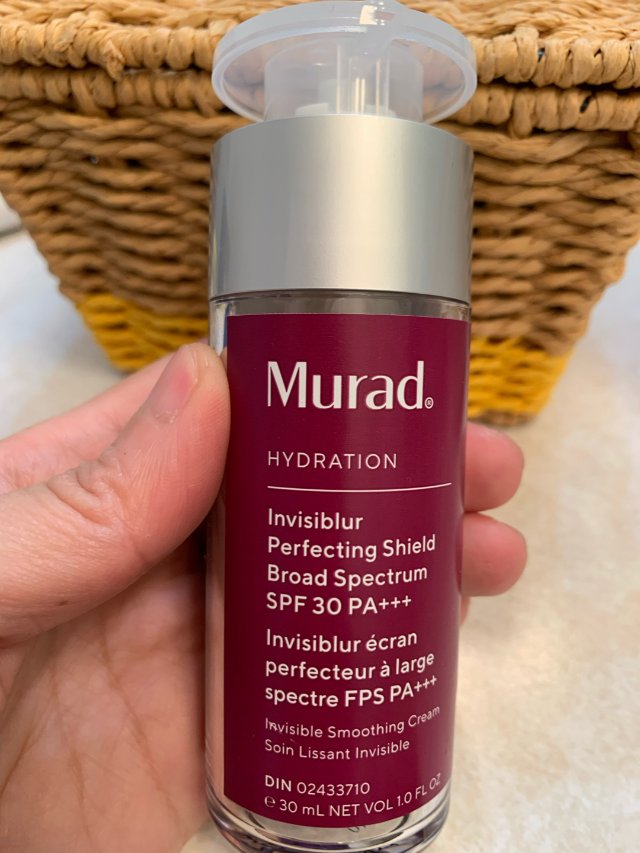 Murad®
HYDRATION
Invisiblur
Perfecting Shield
Broad Spectrum
SPF 30 PA+++
Invisiblur écran
perfecteur à large
spectre FPS PA+++
Invisible Smoothing Cream
Soin Lissant Invisible
DIN 02433710
℮ 30 mL NET VOL 1.0 FL OZ